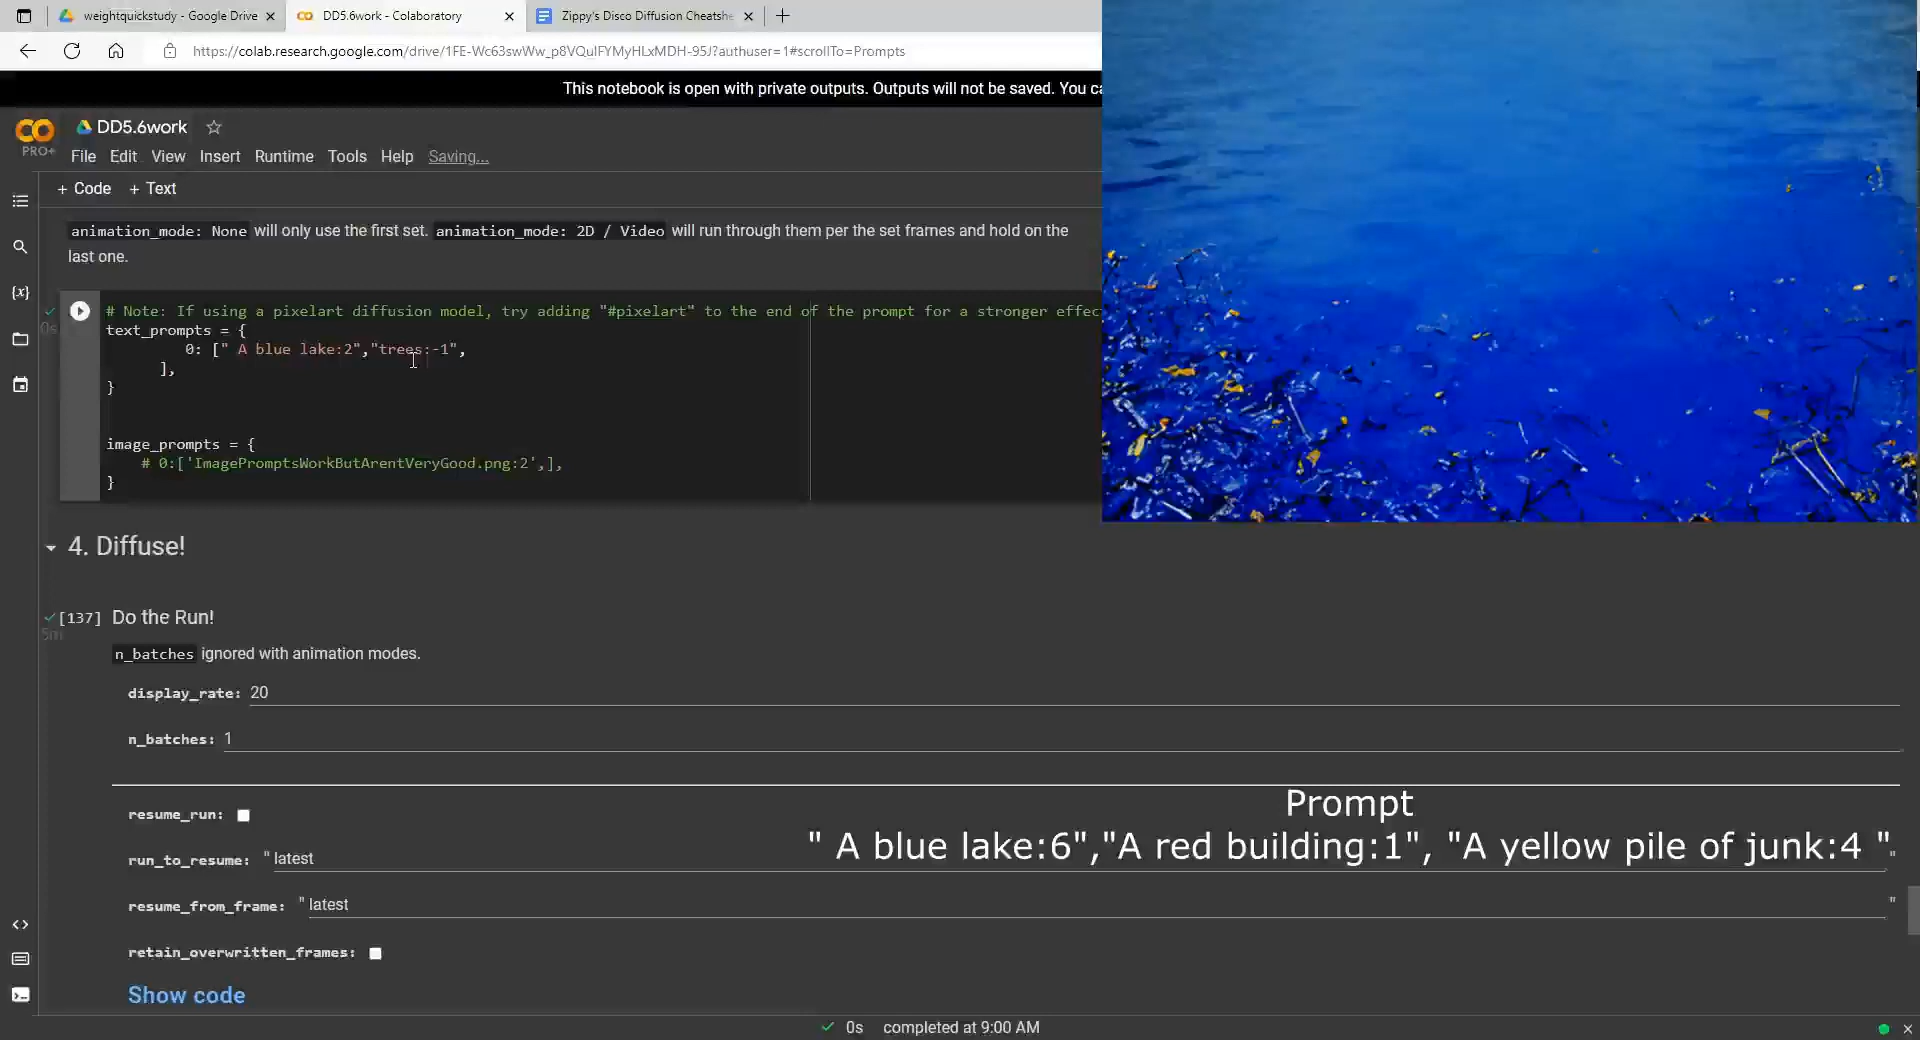 weightquickstudy - Google Drive
DD5.6work - Colaboratory
Zippy's Disco Diffusion Cheatshe
https://colab.research.google.com/drive/1FE-Wc63swWw_p8VQulFYMyHLxMDH-95J?authuser=1#scrollTo=Prompts
This notebook is open with private outputs. Outputs will not be saved. You ca
DD5.6work
PRO+
File Edit View Insert Runtime Tools Help Saving...
+ Code + Text
animation_mode: None will only use the first set. animation_mode: 2D / Video will run through them per the set frames and hold on the
last one.
# Note: If using a pixelart diffusion model, try adding "#pixelart" to the end of the prompt for a stronger effec
0s
text_prompts = {
0: [" A blue lake:2","trees:-1",
],
}
image_prompts = {
# 0:['ImagePromptsWorkButArentVeryGood.png:2',],
}
4. Diffuse!
[137] Do the Run!
5m
n_batches ignored with animation modes.
display_rate: 20
n_batches: 1
resume_run:
Prompt
" A blue lake:6","A red building:1", "A yellow pile of junk:4 "
run_to_resume: " latest "
resume_from_frame: " latest "
retain_overwritten_frames:
Show code
0s completed at 9:00 AM